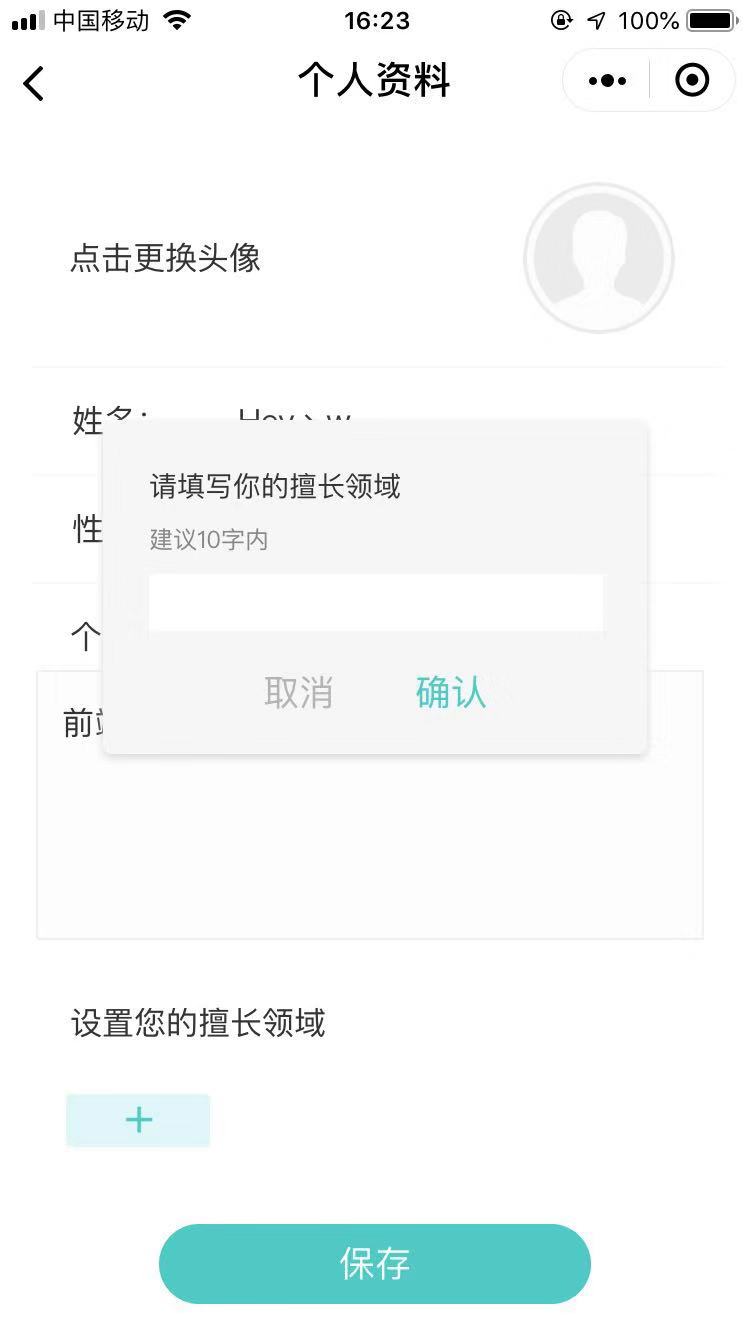 中国移动 16:23 100%
个人资料
点击更换头像
姓名: Hey、w
性
请填写你的擅长领域
建议10字内
个
取消 确认
前
设置您的擅长领域
+
保存